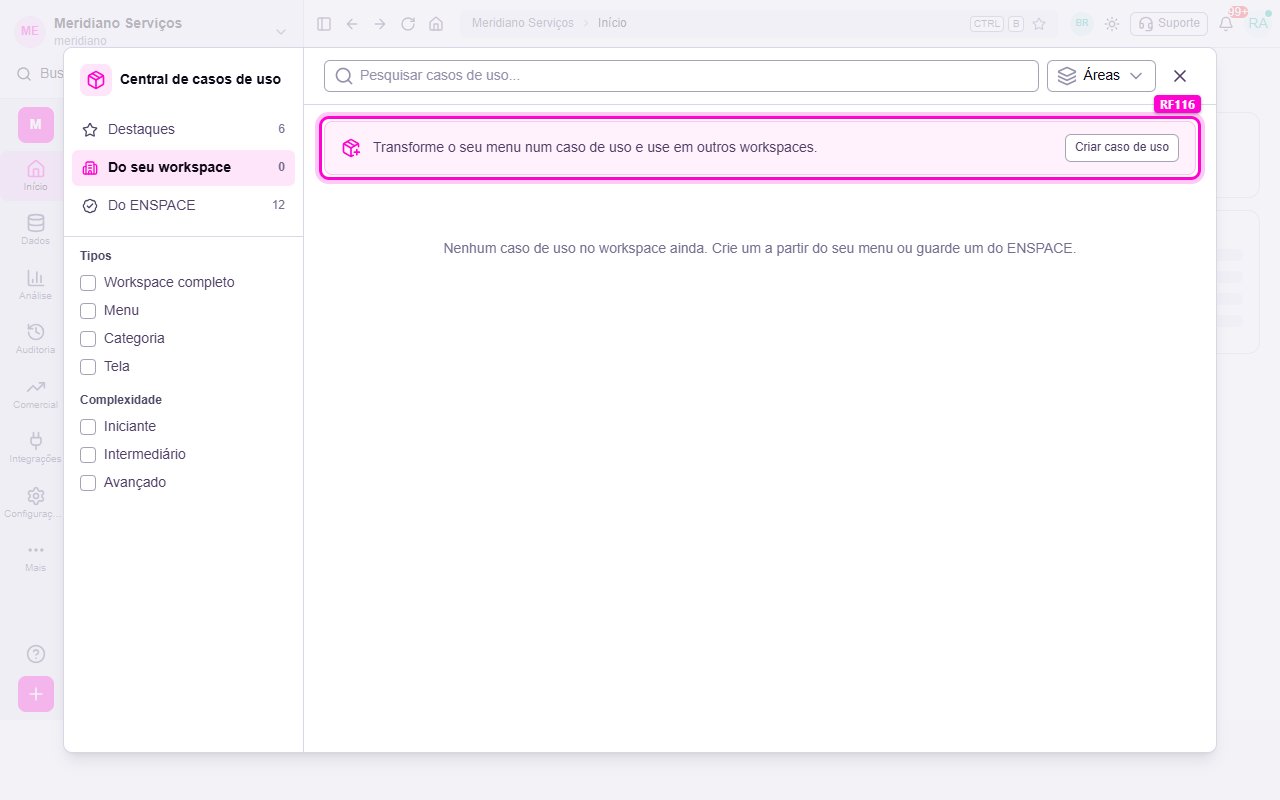 ME
Meridiano Serviços
meridiano
Meridiano Serviços
Início
CTRL
B
BR
Suporte
99+
RA
Bus
Central de casos de uso
Pesquisar casos de uso...
Áreas
RF116
M
Início
Dados
Análise
Auditoria
Comercial
Integrações
Configuraç...
Mais
Destaques
6
Do seu workspace
0
Do ENSPACE
12
Tipos
Workspace completo
Menu
Categoria
Tela
Complexidade
Iniciante
Intermediário
Avançado
Transforme o seu menu num caso de uso e use em outros workspaces.
Criar caso de uso
Nenhum caso de uso no workspace ainda. Crie um a partir do seu menu ou guarde um do ENSPACE.